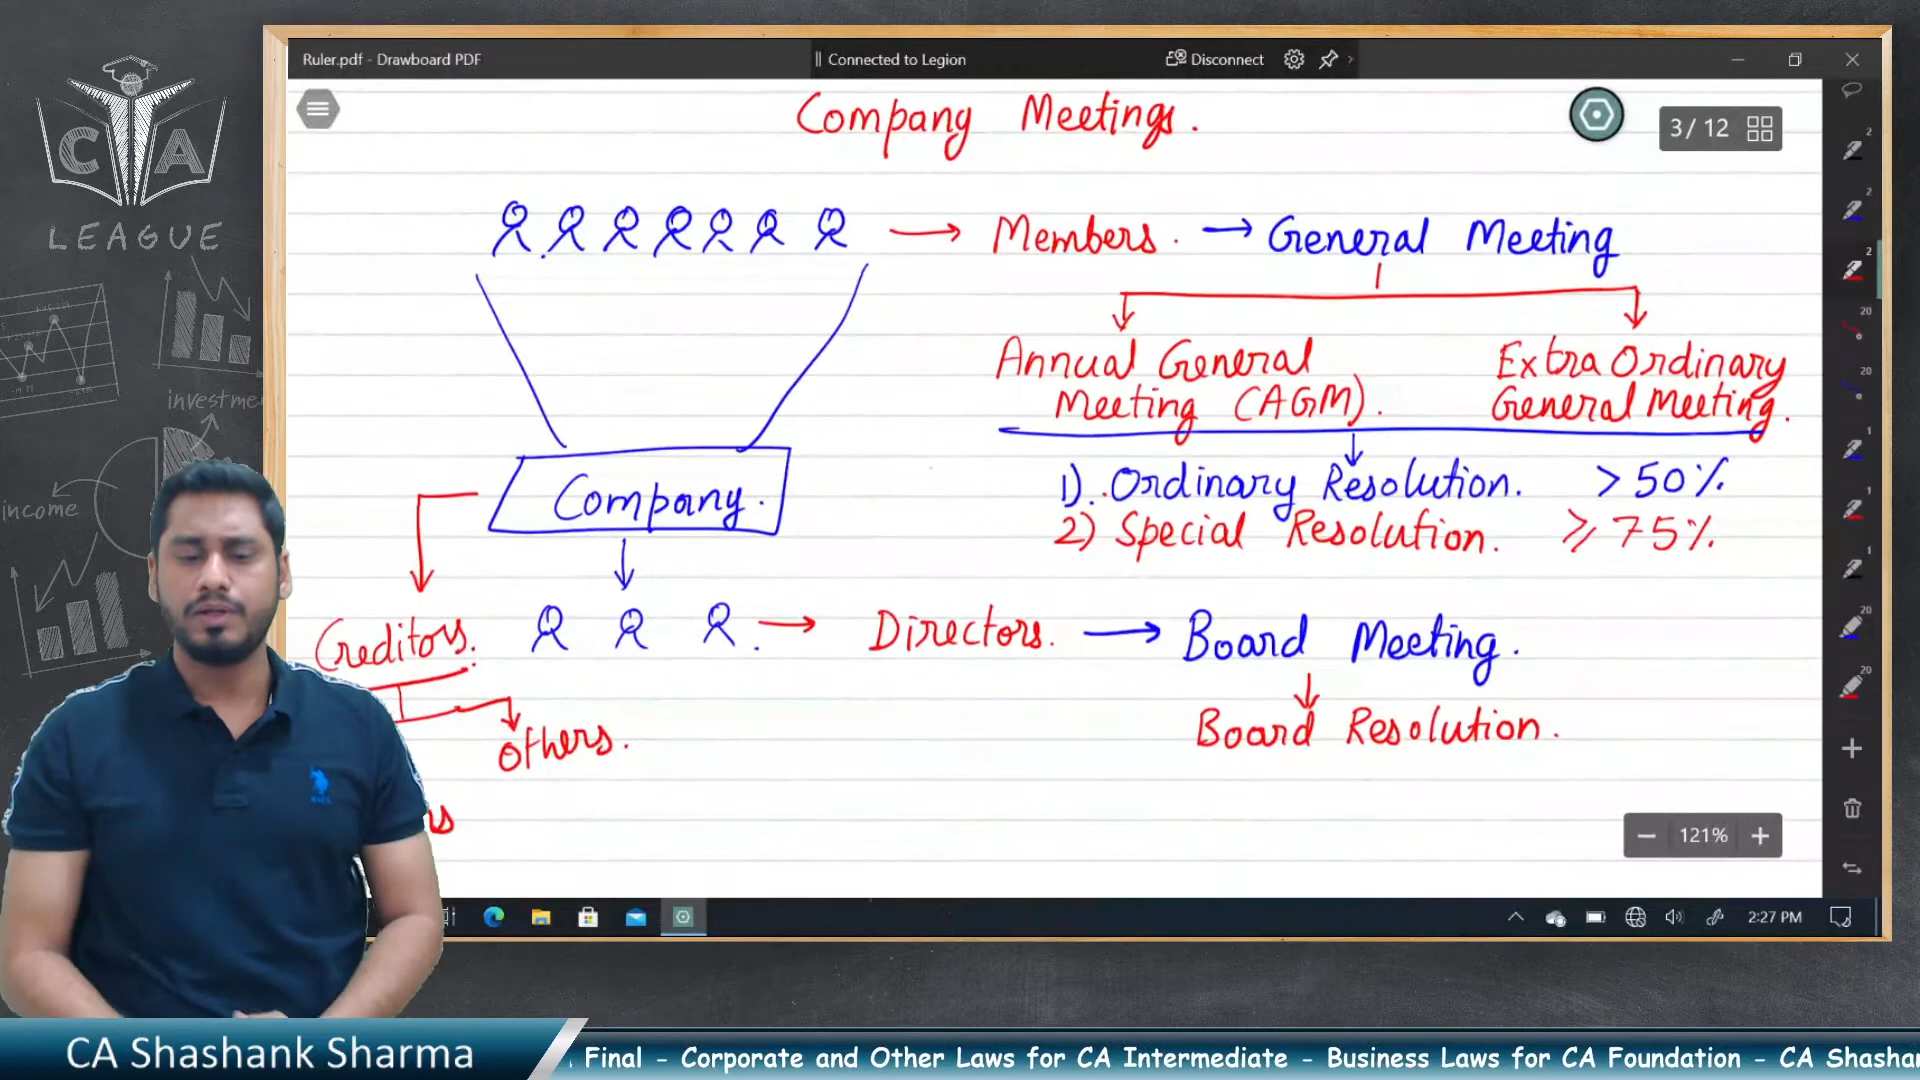 Ruler.pdf - Drawboard PDF
Connected to Legion
Disconnect
Company Meetings.
3 / 12
CA
LEAGUE
Members. → General Meeting
Annual General Meeting (AGM).
Extra Ordinary General Meeting.
1). Ordinary Resolution. > 50%
2) Special Resolution. ⩾ 75%
Company.
Creditors.
Directors. → Board Meeting.
Board Resolution.
Others.
rs
investme
income
121%
2:27 PM
CA Shashank Sharma
Final - Corporate and Other Laws for CA Intermediate - Business Laws for CA Foundation - CA Shashan